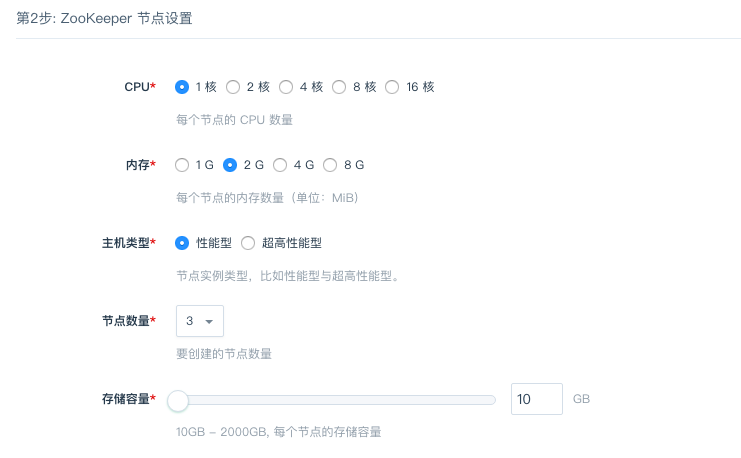 第2步: ZooKeeper 节点设置
CPU* 1 核 2 核 4 核 8 核 16 核
每个节点的 CPU 数量
内存* 1 G 2 G 4 G 8 G
每个节点的内存数量（单位：MiB）
主机类型* 性能型 超高性能型
节点实例类型，比如性能型与超高性能型。
节点数量* 3
要创建的节点数量
存储容量* 10 GB
10GB - 2000GB, 每个节点的存储容量